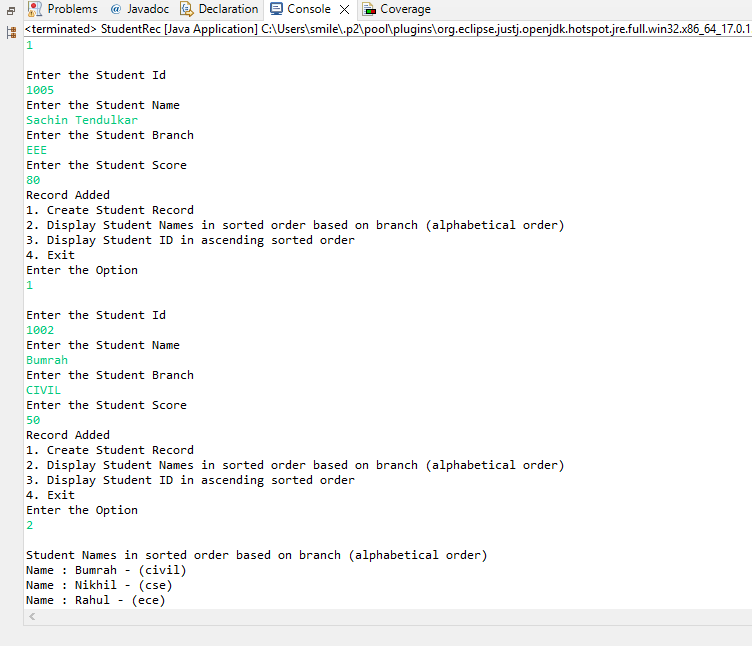 Problems @ Javadoc Declaration Console Coverage
<terminated> StudentRec [Java Application] C:\Users\smile\.p2\pool\plugins\org.eclipse.justj.openjdk.hotspot.jre.full.win32.x86_64_17.0.1
1
Enter the Student Id
1005
Enter the Student Name
Sachin Tendulkar
Enter the Student Branch
EEE
Enter the Student Score
80
Record Added
1. Create Student Record
2. Display Student Names in sorted order based on branch (alphabetical order)
3. Display Student ID in ascending sorted order
4. Exit
Enter the Option
1
Enter the Student Id
1002
Enter the Student Name
Bumrah
Enter the Student Branch
CIVIL
Enter the Student Score
50
Record Added
1. Create Student Record
2. Display Student Names in sorted order based on branch (alphabetical order)
3. Display Student ID in ascending sorted order
4. Exit
Enter the Option
2
Student Names in sorted order based on branch (alphabetical order)
Name : Bumrah - (civil)
Name : Nikhil - (cse)
Name : Rahul - (ece)